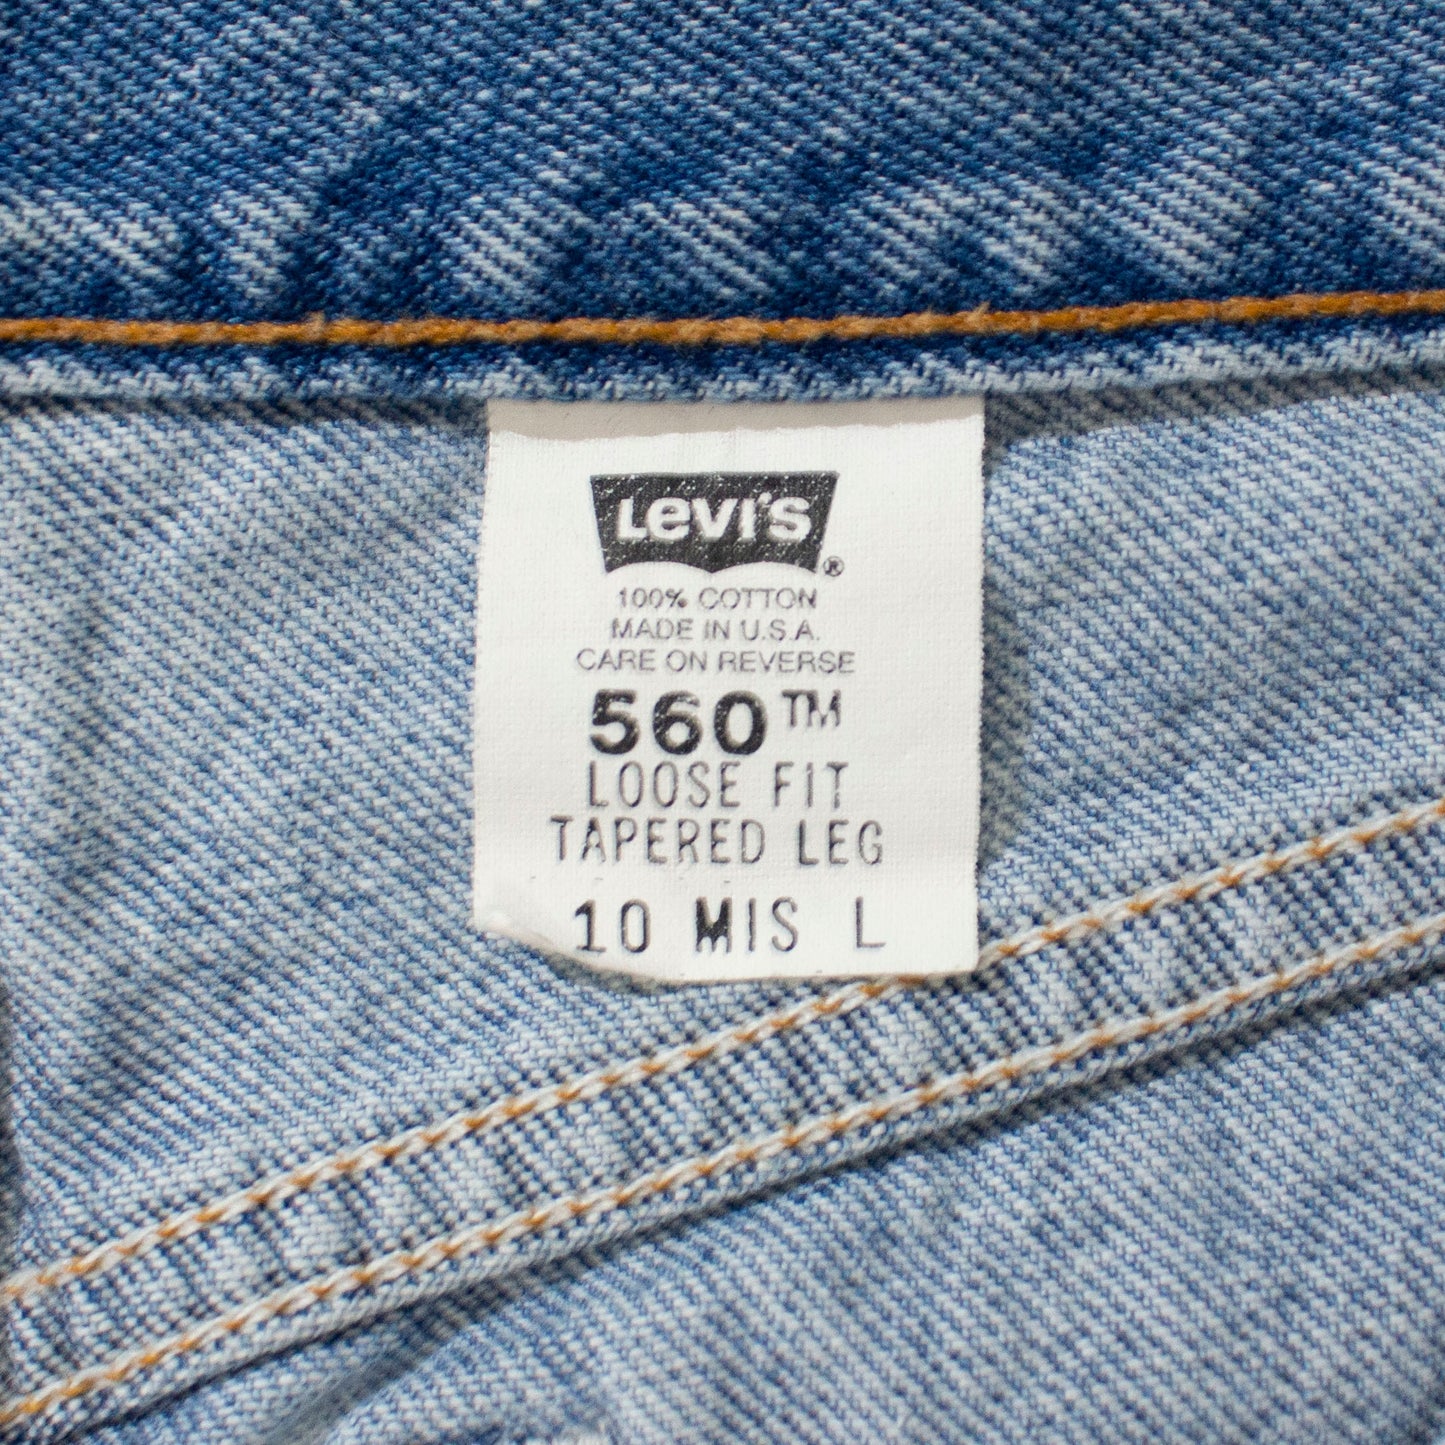 Levi's®
100% COTTON
MADE IN U.S.A.
CARE ON REVERSE
560™
LOOSE FIT
TAPERED LEG
10 MIS L